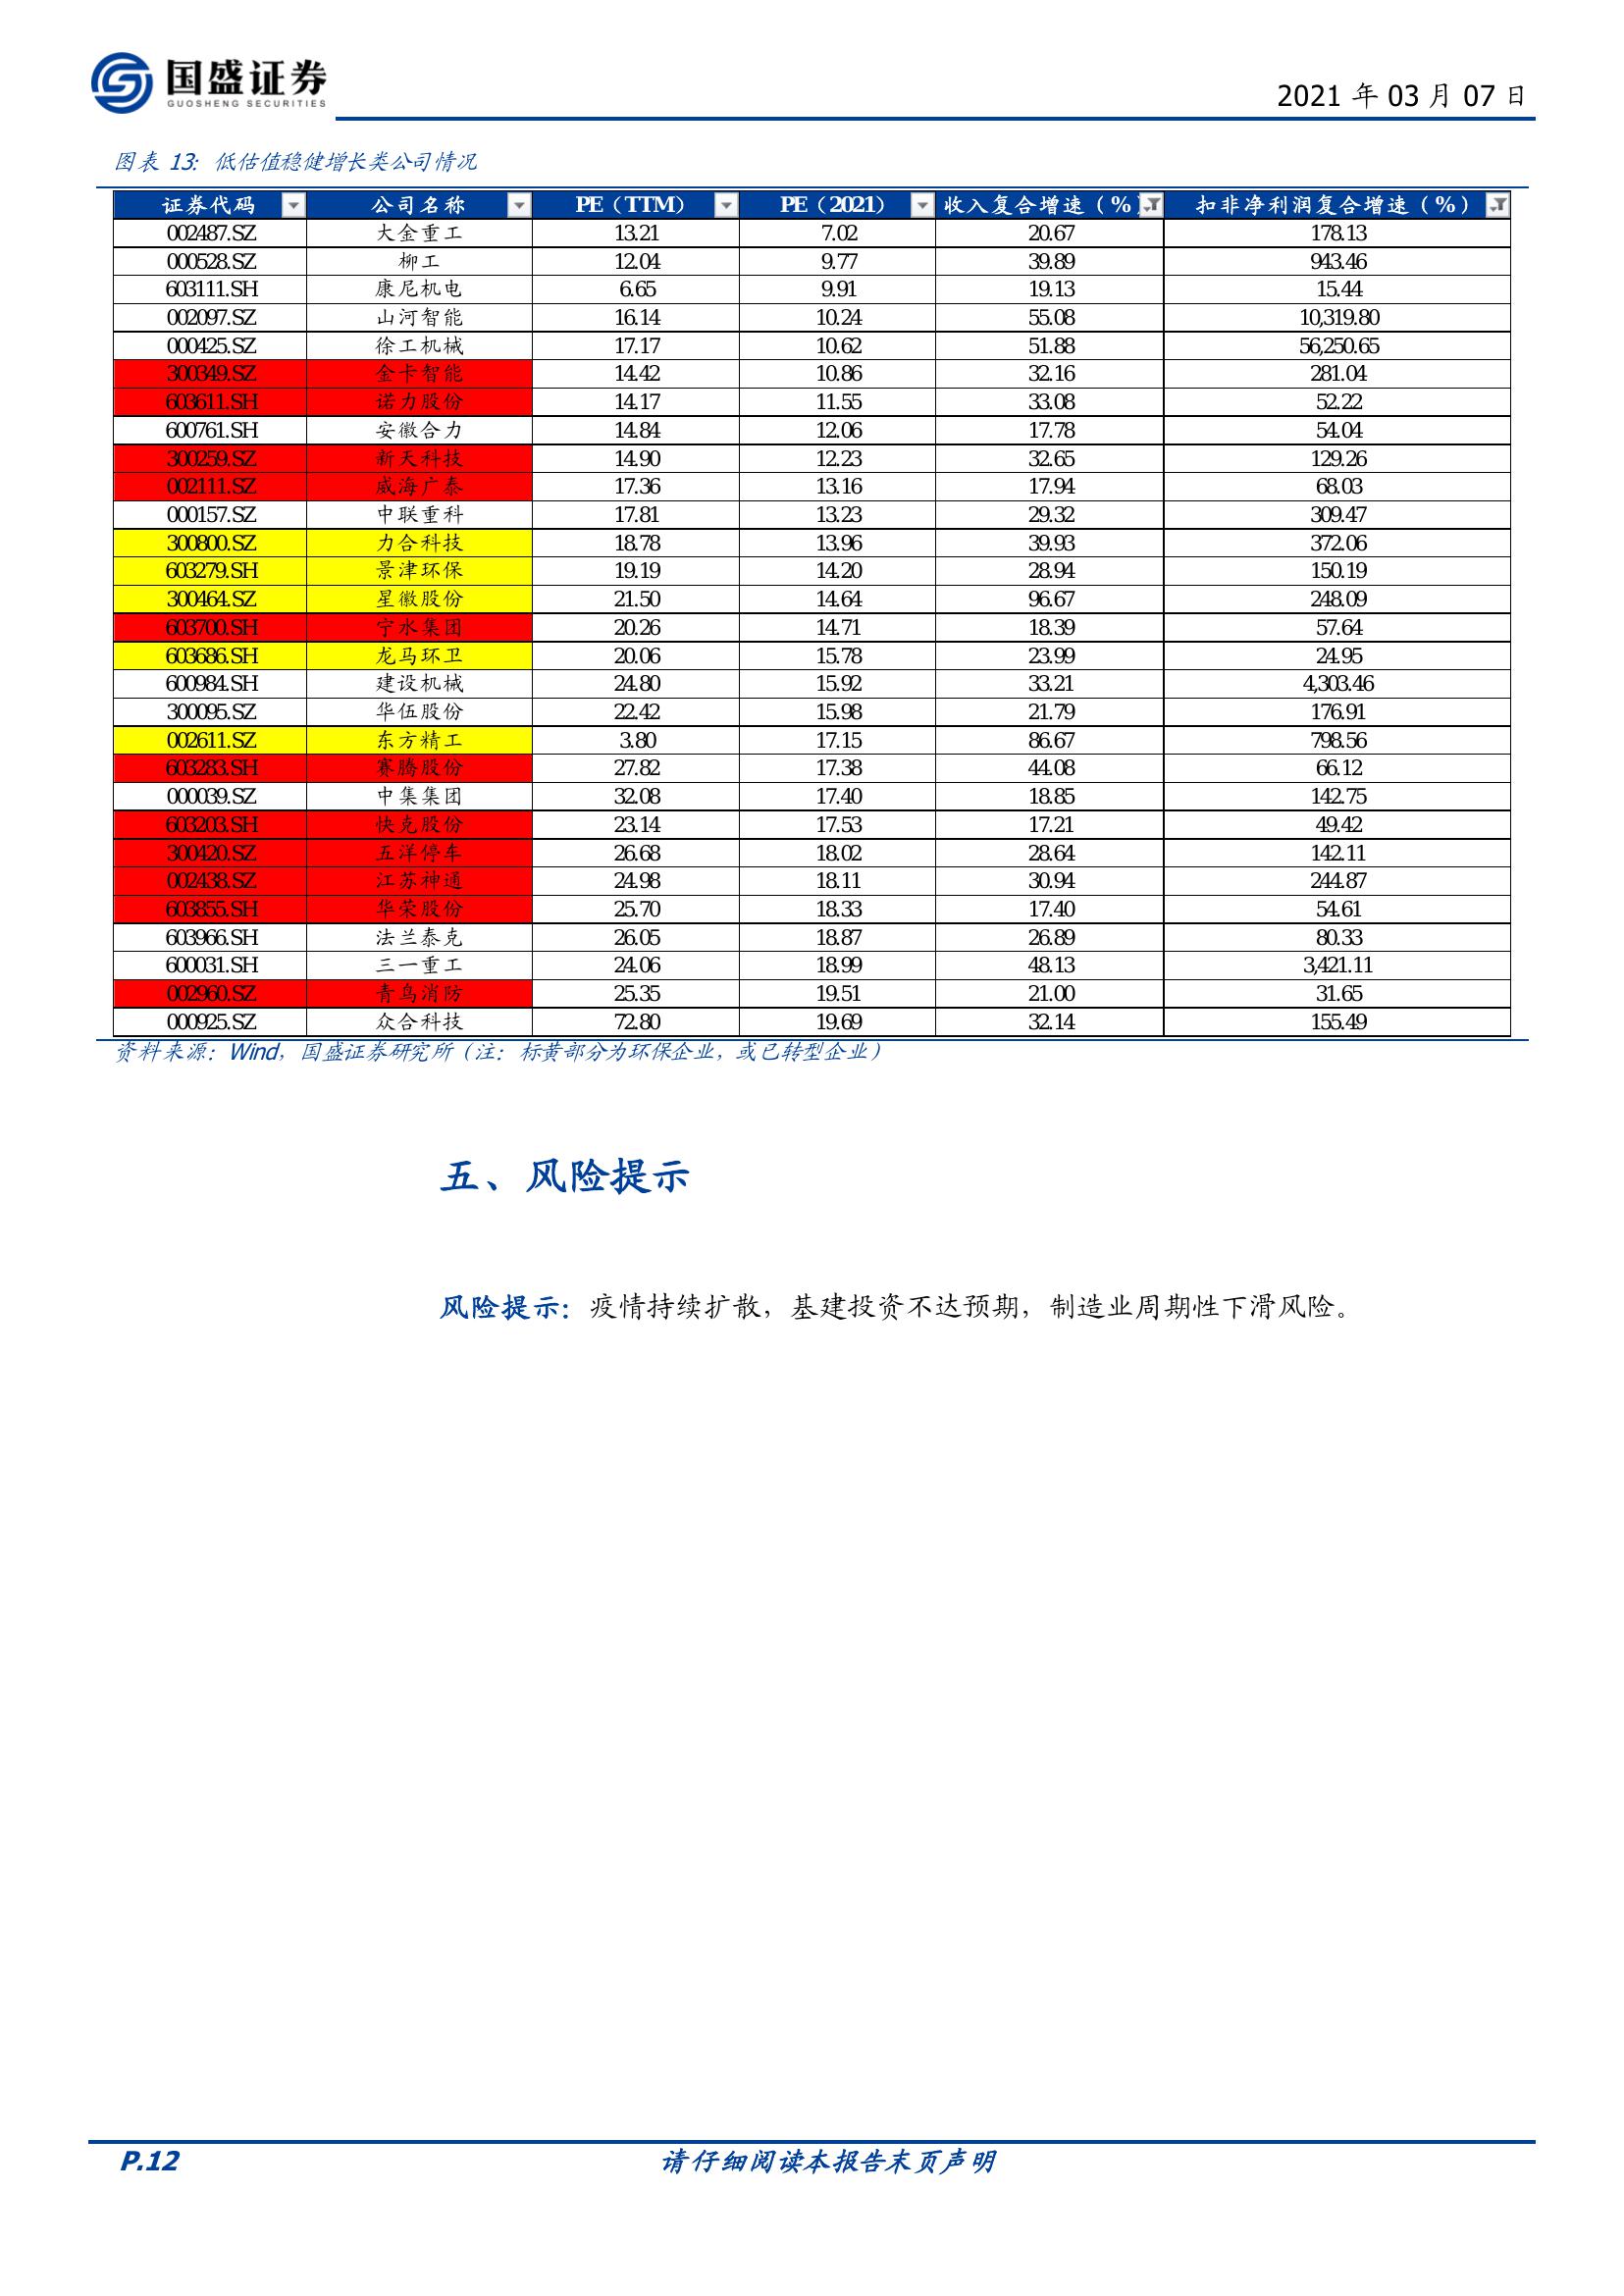 国盛证券
GUOSHENG SECURITIES
2021 年 03 月 07 日
图表 13：低估值稳健增长类公司情况
证券代码 公司名称 PE（TTM） PE（2021） 收入复合增速（%） 扣非净利润复合增速（%）
002487.SZ 大金重工 13.21 7.02 20.67 178.13
000528.SZ 柳工 12.04 9.77 39.89 943.46
603111.SH 康尼机电 6.65 9.91 19.13 15.44
002097.SZ 山河智能 16.14 10.24 55.08 10,319.80
000425.SZ 徐工机械 17.17 10.62 51.88 56,250.65
300349.SZ 金卡智能 14.42 10.86 32.16 281.04
603611.SH 诺力股份 14.17 11.55 33.08 52.22
600761.SH 安徽合力 14.84 12.06 17.78 54.04
300259.SZ 新天科技 14.90 12.23 32.65 129.26
002111.SZ 威海广泰 17.36 13.16 17.94 68.03
000157.SZ 中联重科 17.81 13.23 29.32 309.47
300800.SZ 力合科技 18.78 13.96 39.93 372.06
603279.SH 景津环保 19.19 14.20 28.94 150.19
300464.SZ 星徽股份 21.50 14.64 96.67 248.09
603700.SH 宁水集团 20.26 14.71 18.39 57.64
603686.SH 龙马环卫 20.06 15.78 23.99 24.95
600984.SH 建设机械 24.80 15.92 33.21 4,303.46
300095.SZ 华伍股份 22.42 15.98 21.79 176.91
002611.SZ 东方精工 3.80 17.15 86.67 798.56
603283.SH 赛腾股份 27.82 17.38 44.08 66.12
000039.SZ 中集集团 32.08 17.40 18.85 142.75
603203.SH 快克股份 23.14 17.53 17.21 49.42
300420.SZ 五洋停车 26.68 18.02 28.64 142.11
002438.SZ 江苏神通 24.98 18.11 30.94 244.87
603855.SH 华荣股份 25.70 18.33 17.40 54.61
603966.SH 法兰泰克 26.05 18.87 26.89 80.33
600031.SH 三一重工 24.06 18.99 48.13 3,421.11
002960.SZ 青鸟消防 25.35 19.51 21.00 31.65
000925.SZ 众合科技 72.80 19.69 32.14 155.49
资料来源：Wind，国盛证券研究所（注：标黄部分为环保企业，或已转型企业）
五、风险提示
风险提示：疫情持续扩散，基建投资不达预期，制造业周期性下滑风险。
P.12 请仔细阅读本报告末页声明